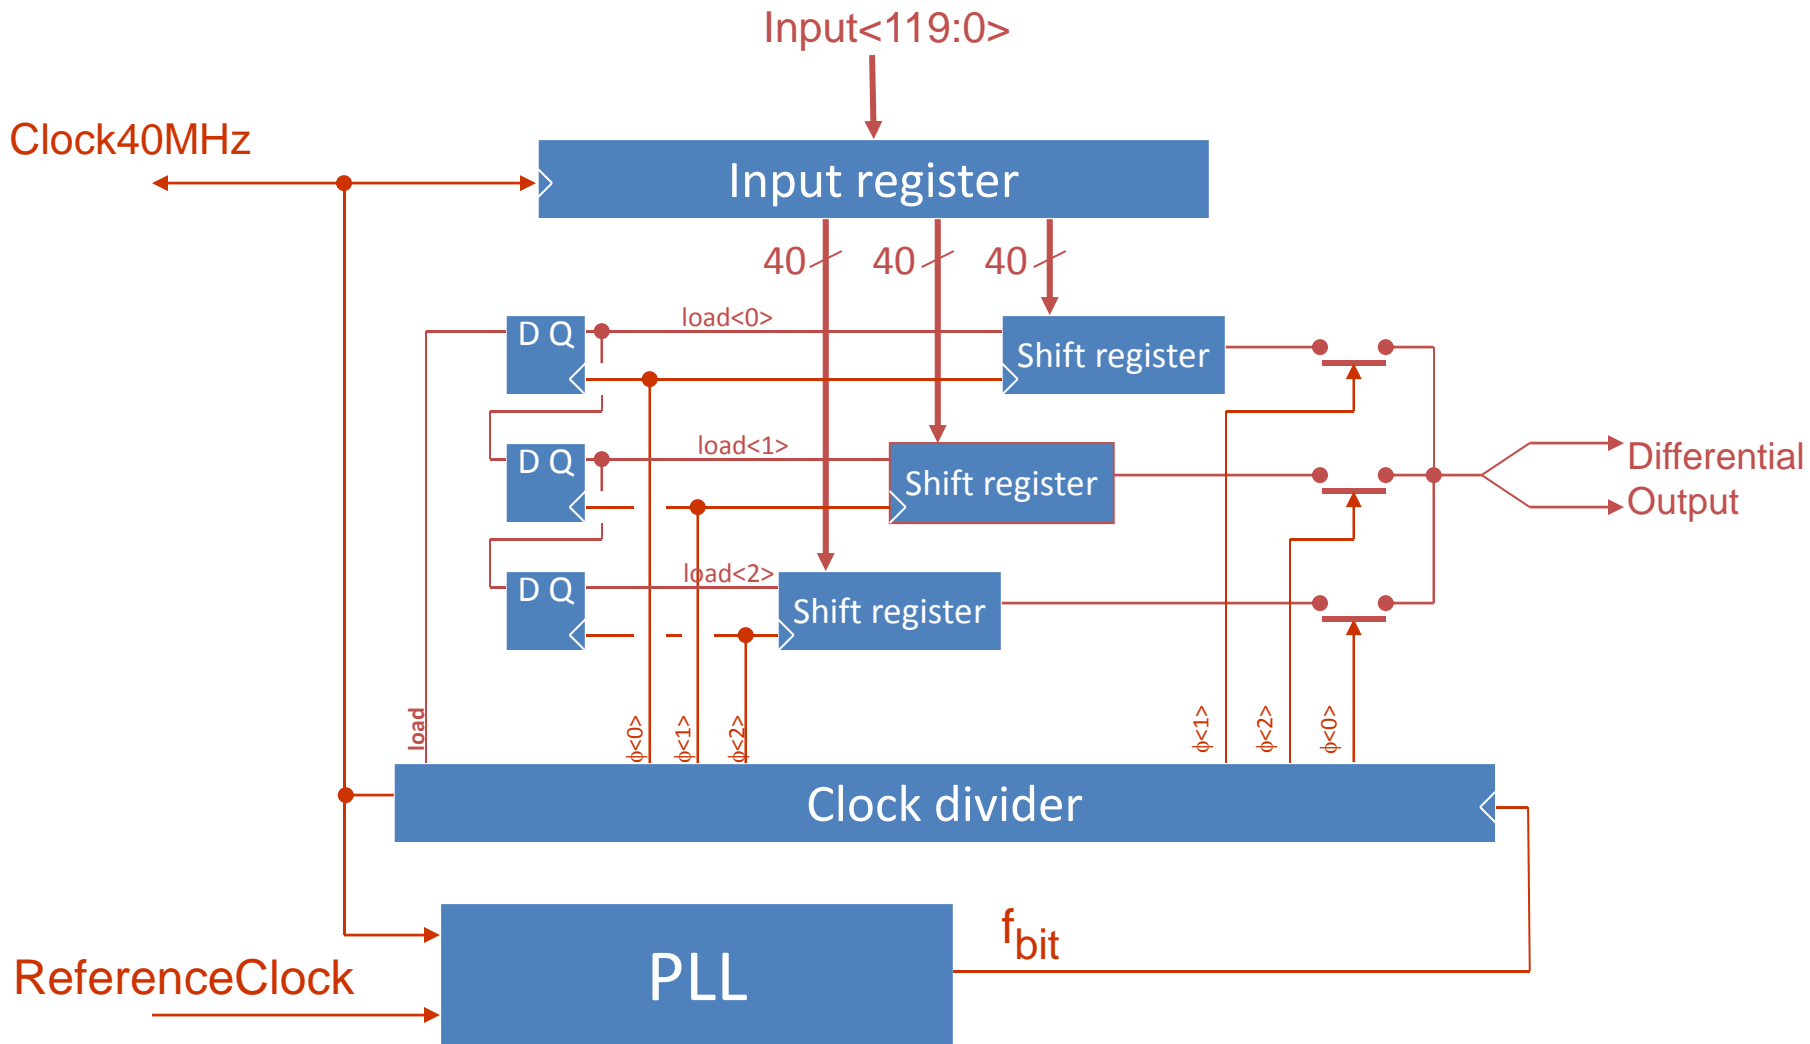 Input<119:0>
Clock40MHz
Input register
40 40 40
D Q load<0> Shift register
D Q load<1> Shift register
Differential
Output
D Q load<2> Shift register
load ϕ<0> ϕ<1> ϕ<2> ϕ<1> ϕ<2> ϕ<0>
Clock divider
PLL
fbit
ReferenceClock